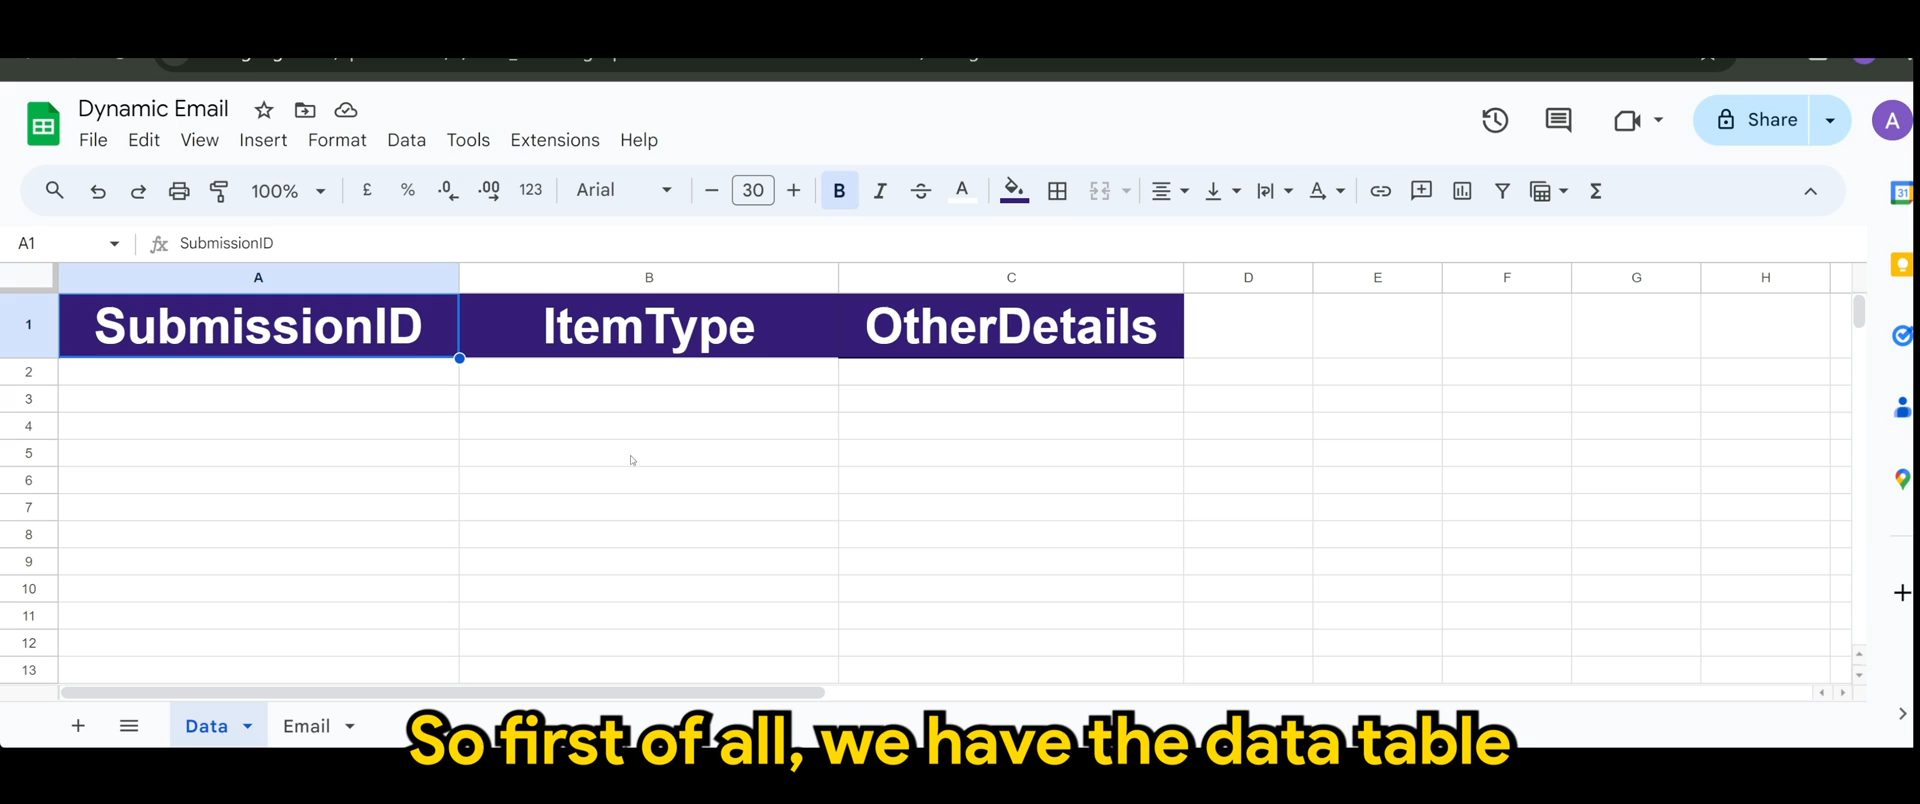 Dynamic Email
File Edit View Insert Format Data Tools Extensions Help
Share
A
100% £ % .0 .00 123 Arial 30 B I S A Σ
31
A1 fx SubmissionID
A B C D E F G H
1 SubmissionID ItemType OtherDetails
2
3
4
5
6
7
8
9
10
11
12
13
Data Email
So first of all, we have the data table